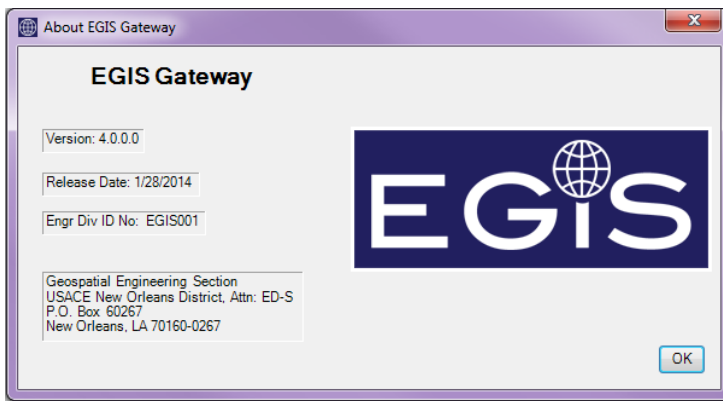 About EGIS Gateway
EGIS Gateway
Version: 4.0.0.0
Release Date: 1/28/2014
Engr Div ID No: EGIS001
EGiS
Geospatial Engineering Section
USACE New Orleans District, Attn: ED-S
P.O. Box 60267
New Orleans, LA 70160-0267
OK